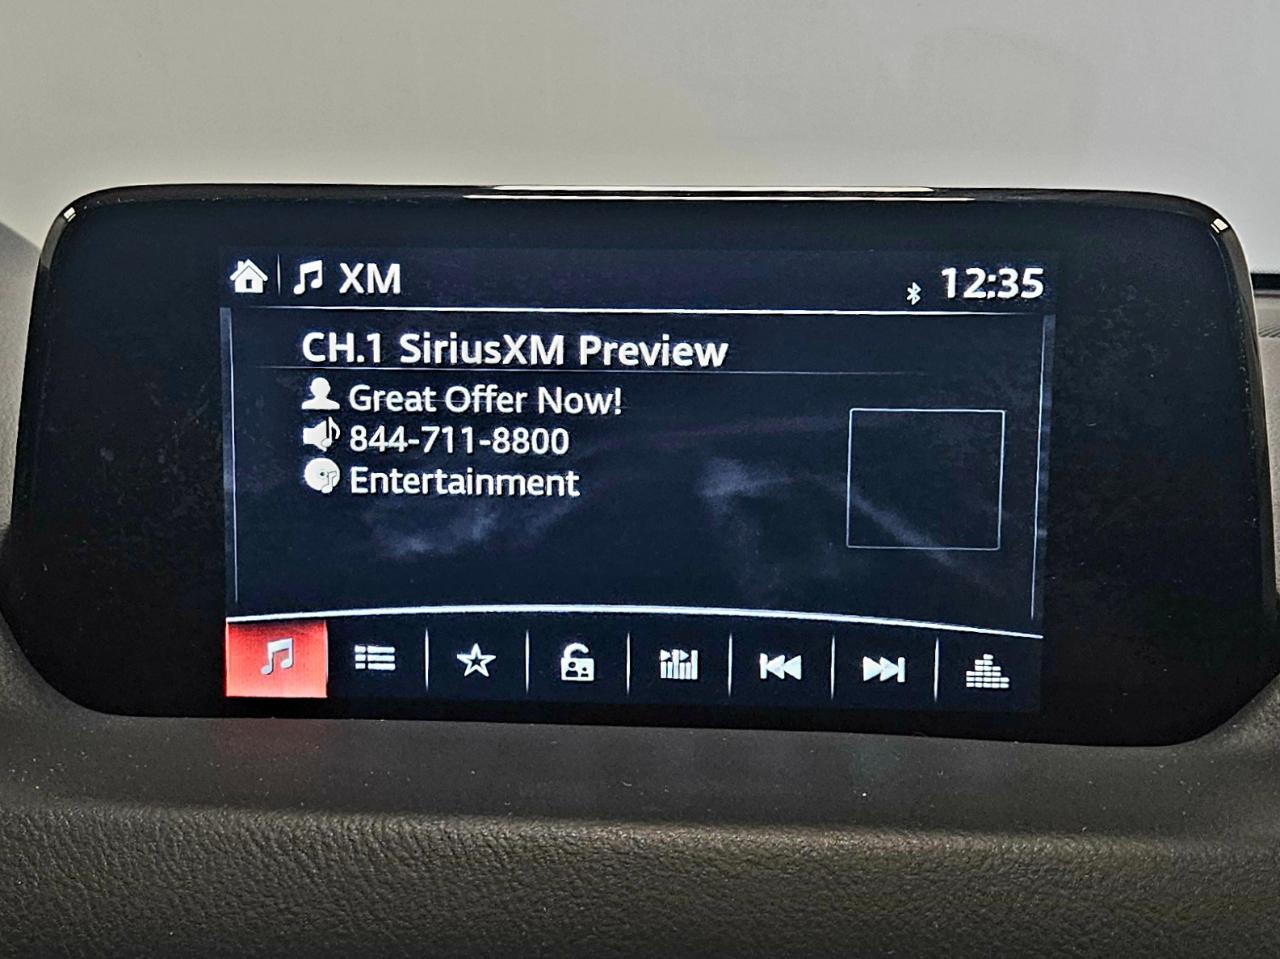 XM
12:35
CH.1 SiriusXM Preview
Great Offer Now!
844-711-8800
Entertainment